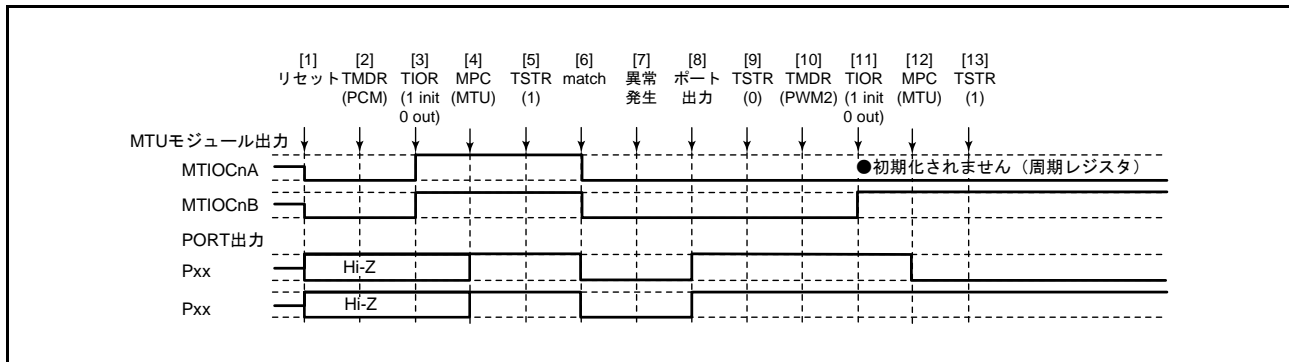 [1] [2] [3] [4] [5] [6] [7] [8] [9] [10] [11] [12] [13]
リセット TMDR TIOR MPC TSTR match 異常 ポート TSTR TMDR TIOR MPC TSTR
(PCM) (1 init (MTU) (1) 発生 出力 (0) (PWM2) (1 init (MTU) (1)
0 out) 0 out)
MTUモジュール出力
MTIOCnA ●初期化されません（周期レジスタ）
MTIOCnB
PORT出力
Pxx Hi-Z
Pxx Hi-Z